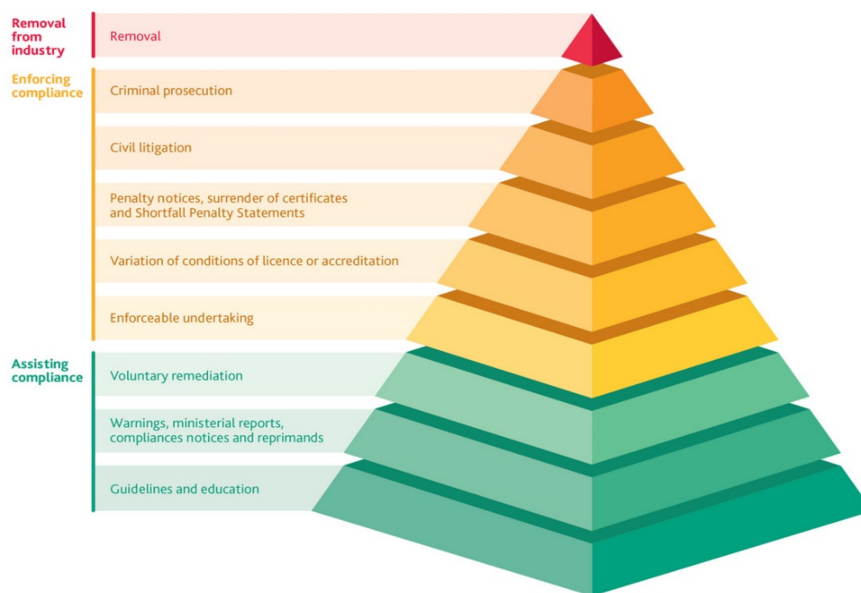 Removal
from
industry
Removal
Enforcing
compliance
Criminal prosecution
Civil litigation
Penalty notices, surrender of certificates
and Shortfall Penalty Statements
Variation of conditions of licence or accreditation
Enforceable undertaking
Assisting
compliance
Voluntary remediation
Warnings, ministerial reports,
compliances notices and reprimands
Guidelines and education